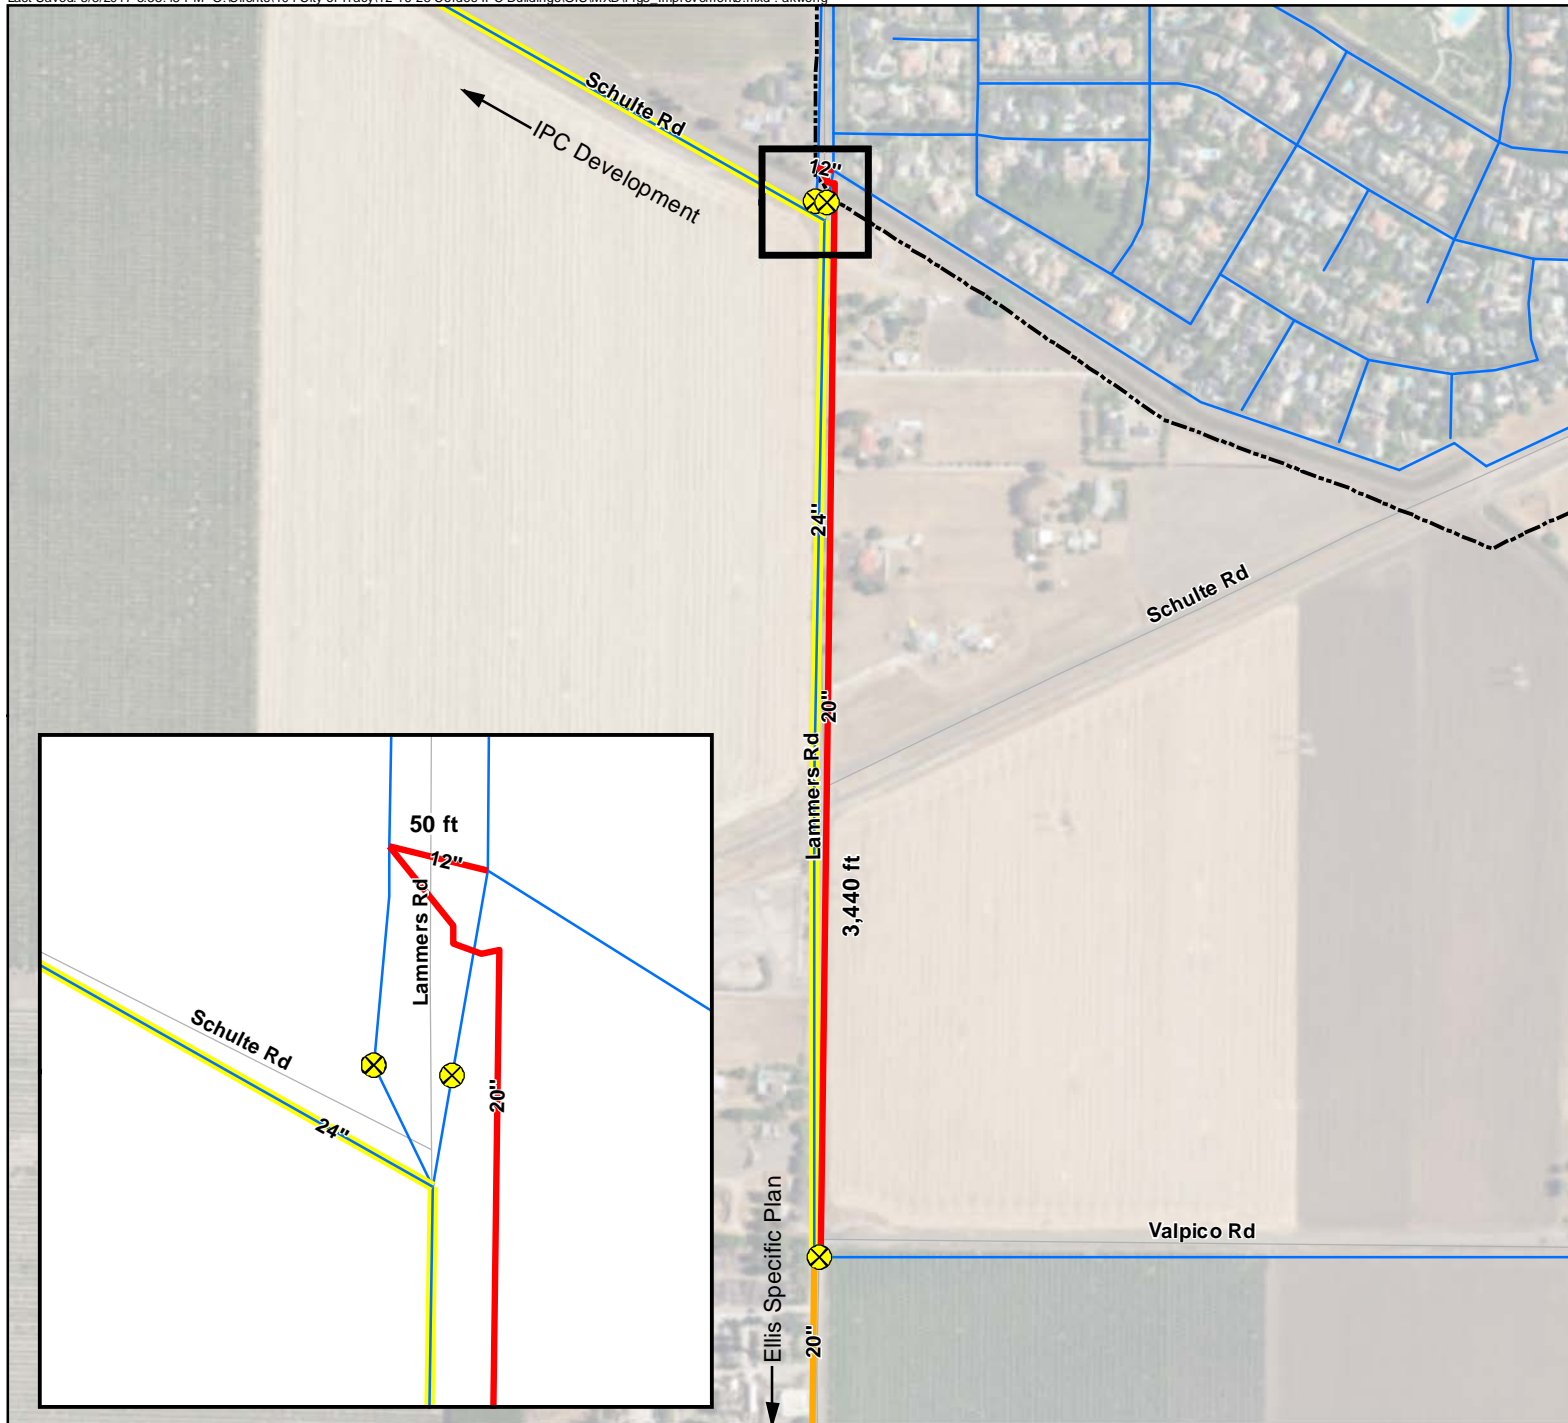 Schulte Rd
IPC Development
12"
24"
Schulte Rd
20"
Lammers Rd
3,440 ft
50 ft
12"
Lammers Rd
Schulte Rd
24"
20"
Valpico Rd
Ellis Specific Plan
20"